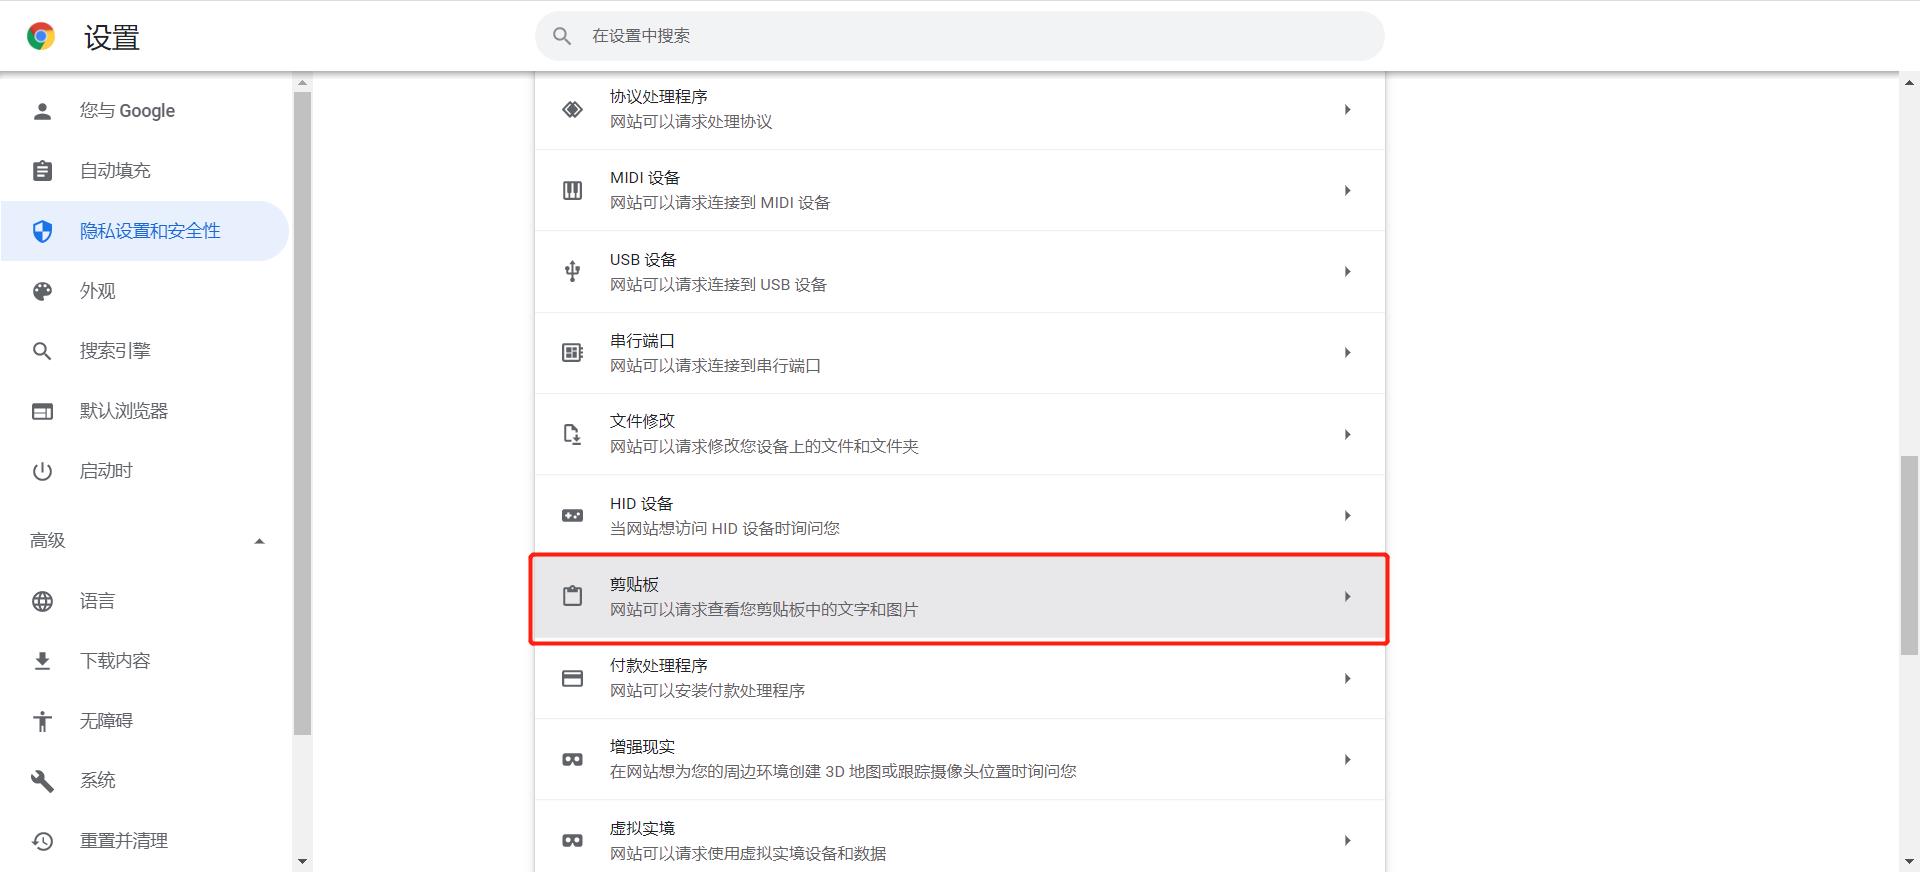 设置
在设置中搜索
您与 Google
自动填充
隐私设置和安全性
外观
搜索引擎
默认浏览器
启动时
高级
语言
下载内容
无障碍
系统
重置并清理
协议处理程序
网站可以请求处理协议
MIDI 设备
网站可以请求连接到 MIDI 设备
USB 设备
网站可以请求连接到 USB 设备
串行端口
网站可以请求连接到串行端口
文件修改
网站可以请求修改您设备上的文件和文件夹
HID 设备
当网站想访问 HID 设备时询问您
剪贴板
网站可以请求查看您剪贴板中的文字和图片
付款处理程序
网站可以安装付款处理程序
增强现实
在网站想为您的周边环境创建 3D 地图或跟踪摄像头位置时询问您
虚拟实境
网站可以请求使用虚拟实境设备和数据